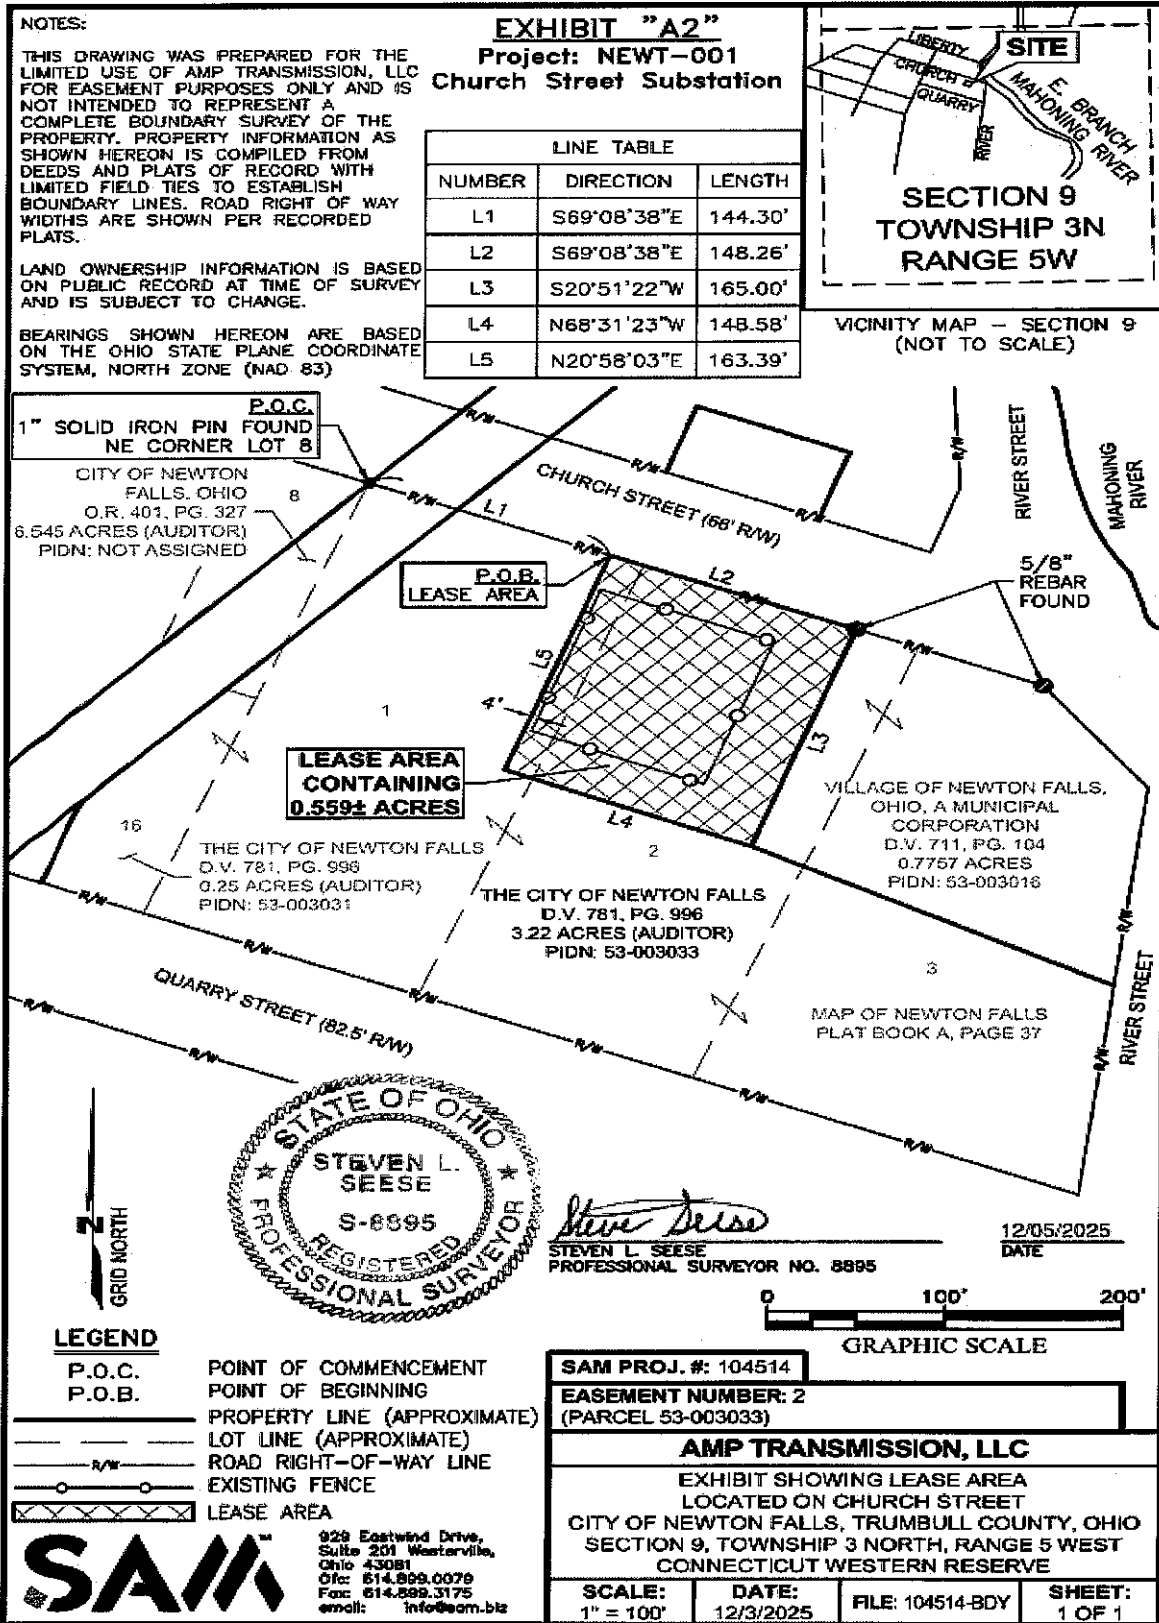 NOTES:
THIS DRAWING WAS PREPARED FOR THE
LIMITED USE OF AMP TRANSMISSION, LLC
FOR EASEMENT PURPOSES ONLY AND IS
NOT INTENDED TO REPRESENT A
COMPLETE BOUNDARY SURVEY OF THE
PROPERTY. PROPERTY INFORMATION AS
SHOWN HEREON IS COMPILED FROM
DEEDS AND PLATS OF RECORD WITH
LIMITED FIELD TIES TO ESTABLISH
BOUNDARY LINES. ROAD RIGHT OF WAY
WIDTHS ARE SHOWN PER RECORDED
PLATS.
LAND OWNERSHIP INFORMATION IS BASED
ON PUBLIC RECORD AT TIME OF SURVEY
AND IS SUBJECT TO CHANGE.
BEARINGS SHOWN HEREON ARE BASED
ON THE OHIO STATE PLANE COORDINATE
SYSTEM, NORTH ZONE (NAD 83)
EXHIBIT "A2"
Project: NEWT-001
Church Street Substation
LINE TABLE
NUMBER DIRECTION LENGTH
L1 S69°08'38"E 144.30'
L2 S69°08'38"E 148.26'
L3 S20°51'22"W 165.00'
L4 N68°31'23"W 148.58'
L5 N20°58'03"E 163.39'
LIBERTY
CHURCH
QUARRY
RIVER
SITE
E. BRANCH
MAHONING RIVER
SECTION 9
TOWNSHIP 3N
RANGE 5W
VICINITY MAP - SECTION 9
(NOT TO SCALE)
P.O.C.
1" SOLID IRON PIN FOUND
NE CORNER LOT 8
CITY OF NEWTON
FALLS, OHIO
O.R. 401, PG. 327
6.545 ACRES (AUDITOR)
PIDN: NOT ASSIGNED
8
R/W
R/W
R/W
R/W
R/W
L1
R/W
CHURCH STREET (68' R/W)
RIVER STREET
MAHONING
RIVER
5/8"
REBAR
FOUND
P.O.B.
LEASE AREA
L2
R/W
R/W
L5
4'
1
L3
L4
LEASE AREA
CONTAINING
0.559± ACRES
VILLAGE OF NEWTON FALLS,
OHIO, A MUNICIPAL
CORPORATION
D.V. 711, PG. 104
0.7757 ACRES
PIDN: 53-003016
16
THE CITY OF NEWTON FALLS
D.V. 781, PG. 996
0.25 ACRES (AUDITOR)
PIDN: 53-003031
2
THE CITY OF NEWTON FALLS
D.V. 781, PG. 996
3.22 ACRES (AUDITOR)
PIDN: 53-003033
R/W
R/W
R/W
R/W
R/W
R/W
3
MAP OF NEWTON FALLS
PLAT BOOK A, PAGE 37
R/W
RIVER STREET
R/W
R/W
QUARRY STREET (82.5' R/W)
R/W
N
GRID NORTH
STATE OF OHIO
STEVEN L.
SEESE
S-8895
REGISTERED
PROFESSIONAL SURVEYOR
Steve Seese
STEVEN L. SEESE
PROFESSIONAL SURVEYOR NO. 8895
12/05/2025
DATE
0 100' 200'
GRAPHIC SCALE
LEGEND
P.O.C. POINT OF COMMENCEMENT
P.O.B. POINT OF BEGINNING
PROPERTY LINE (APPROXIMATE)
LOT LINE (APPROXIMATE)
R/W ROAD RIGHT-OF-WAY LINE
EXISTING FENCE
LEASE AREA
SAM
929 Eastwind Drive,
Suite 201 Westerville,
Ohio 43081
Ofc: 614.899.0079
Fax: 614.899.3175
email: info@sam.biz
SAM PROJ. #: 104514
EASEMENT NUMBER: 2
(PARCEL 53-003033)
AMP TRANSMISSION, LLC
EXHIBIT SHOWING LEASE AREA
LOCATED ON CHURCH STREET
CITY OF NEWTON FALLS, TRUMBULL COUNTY, OHIO
SECTION 9, TOWNSHIP 3 NORTH, RANGE 5 WEST
CONNECTICUT WESTERN RESERVE
SCALE:
1" = 100'
DATE:
12/3/2025
FILE: 104514-BDY
SHEET:
1 OF 1